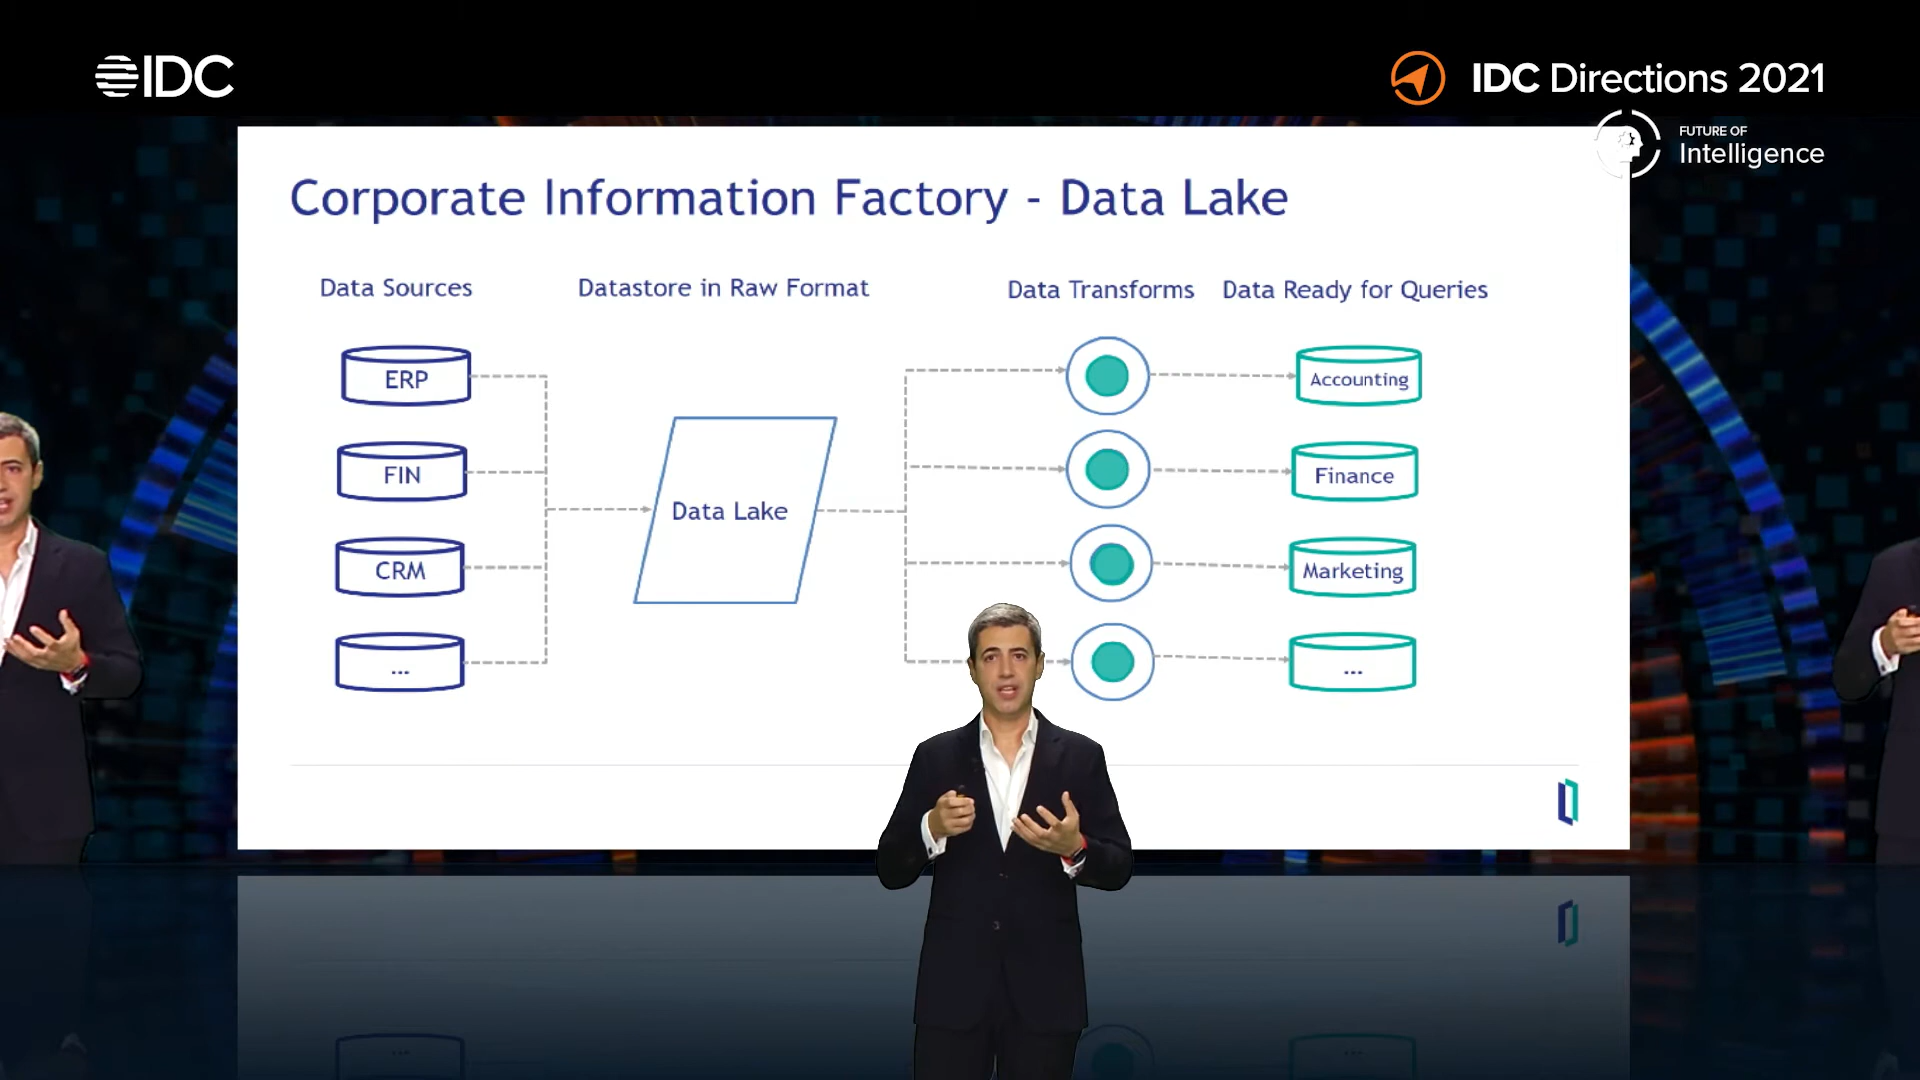 IDC
IDC Directions 2021
FUTURE OF
Intelligence
Corporate Information Factory - Data Lake
Data Sources
Datastore in Raw Format
Data Transforms
Data Ready for Queries
ERP
Accounting
FIN
Finance
Data Lake
CRM
Marketing
...
...